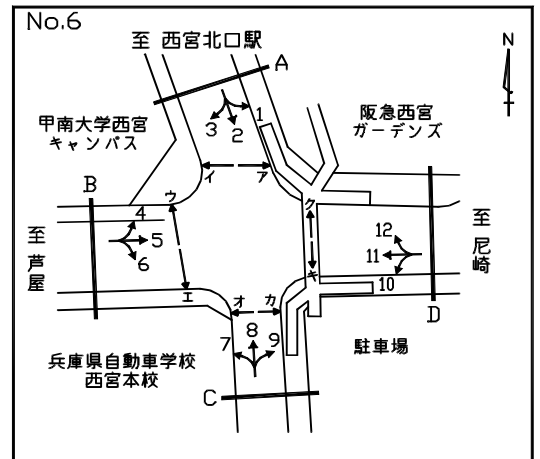 No.6
至 西宮北口駅
A
N
甲南大学西宮
キャンパス
阪急西宮
ガーデンズ
1
2
3
B
イ
ア
ウ
ク
4
5
6
12
11
10
至芦屋
至尼崎
エ
オ
カ
キ
7
8
9
D
兵庫県自動車学校
西宮本校
駐車場
C